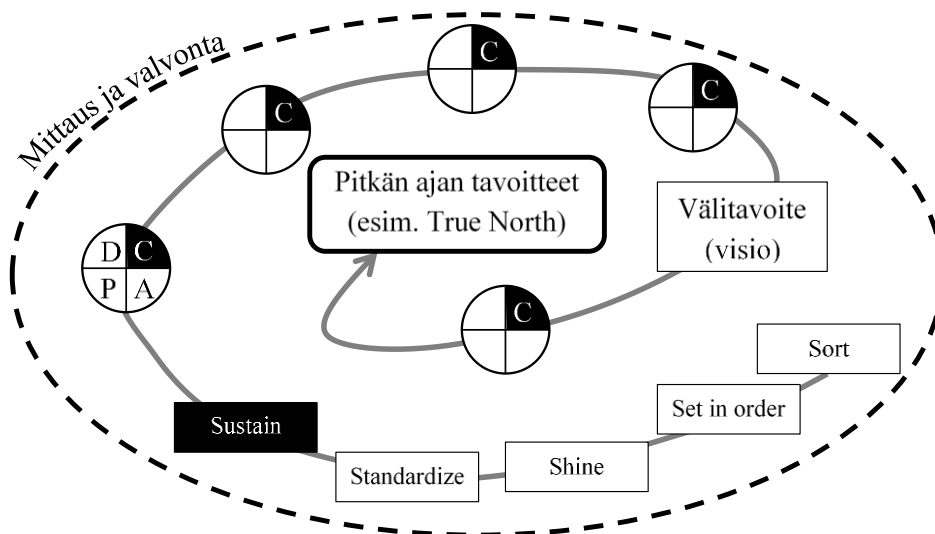 Mittaus ja valvonta
C
C
C
Pitkän ajan tavoitteet
(esim. True North)
Välitavoite
(visio)
D C
P A
C
Sort
Set in order
Sustain
Shine
Standardize